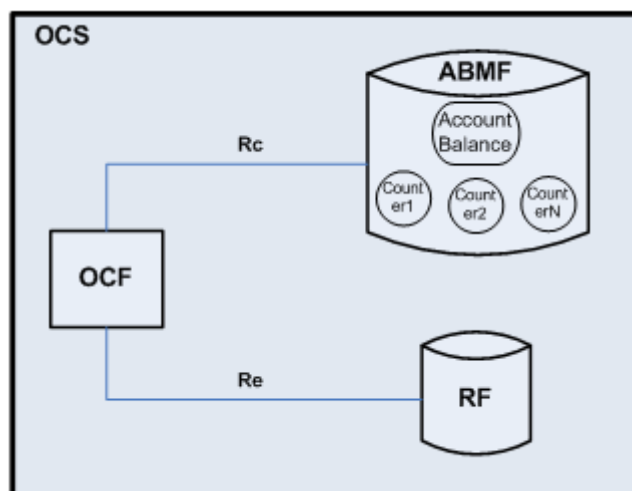 OCS
ABMF
Account
Balance
Rc
Count
er1
Count
er2
Count
erN
OCF
Re
RF